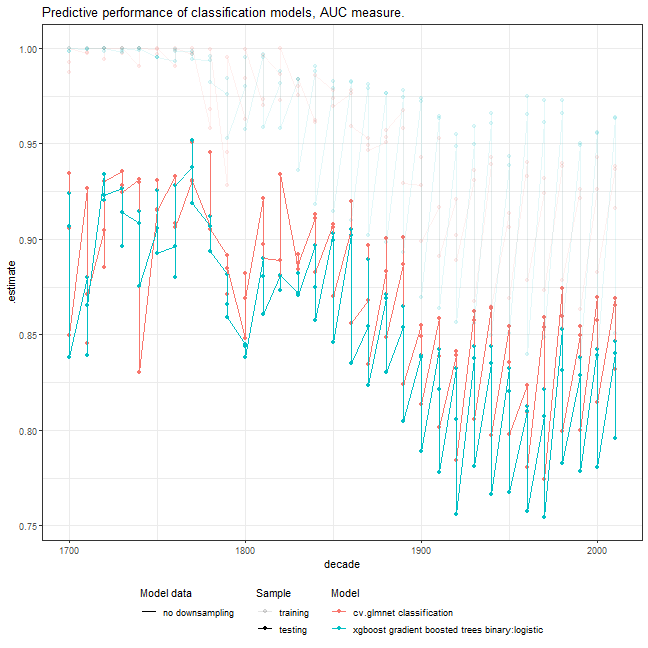 Predictive performance of classification models, AUC measure.
1.00
0.95
0.90
0.85
0.80
0.75
estimate
1700
1800
1900
2000
decade
Model data
no downsampling
Sample
training
testing
Model
cv.glmnet classification
xgboost gradient boosted trees binary:logistic